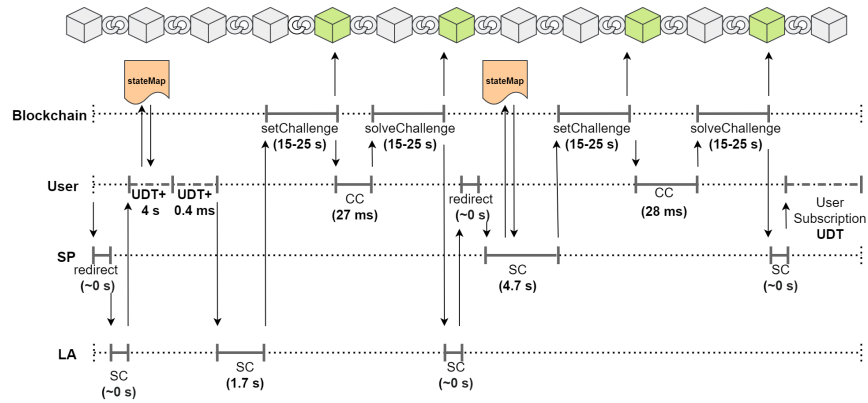 stateMap
stateMap
Blockchain
setChallenge
(15-25 s)
solveChallenge
(15-25 s)
setChallenge
(15-25 s)
solveChallenge
(15-25 s)
User
UDT+
4 s
UDT+
0.4 ms
CC
(27 ms)
redirect
(~0 s)
CC
(28 ms)
User
Subscription
UDT
SP
redirect
(~0 s)
SC
(4.7 s)
SC
(~0 s)
LA
SC
(~0 s)
SC
(1.7 s)
SC
(~0 s)